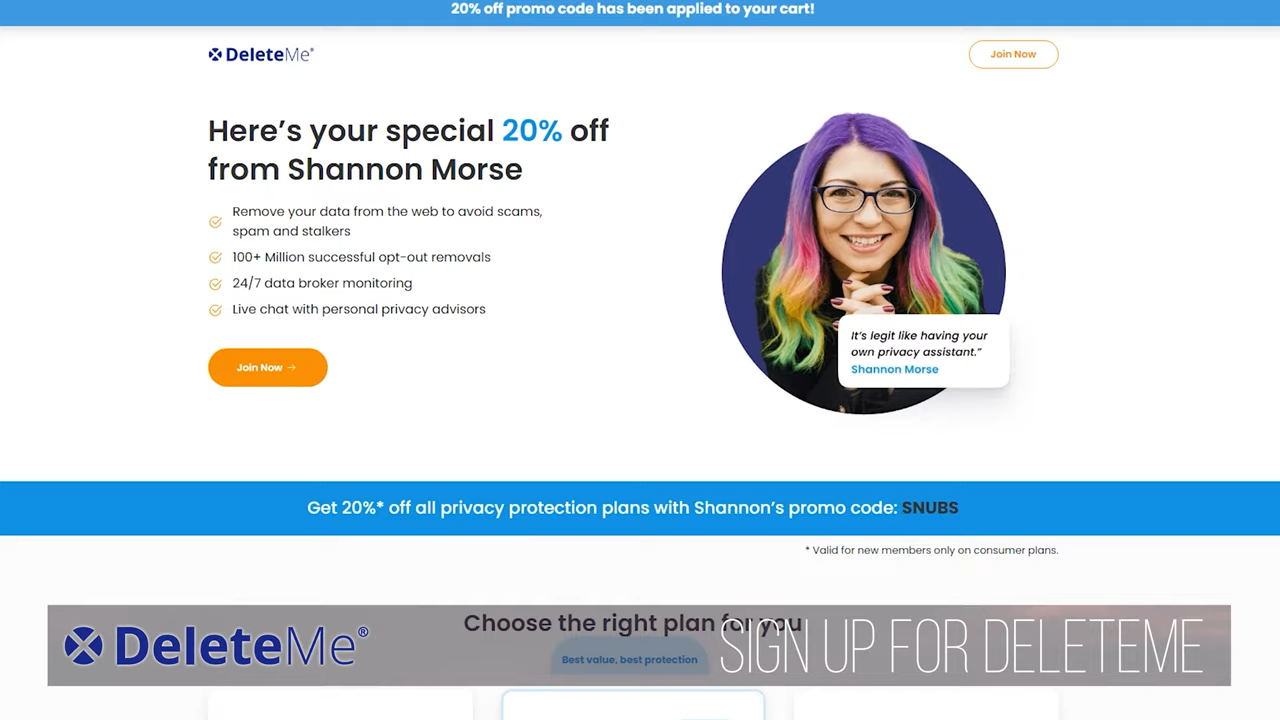 20% off promo code has been applied to your cart!
DeleteMe®
Join Now
Here's your special 20% off
from Shannon Morse
Remove your data from the web to avoid scams,
spam and stalkers
100+ Million successful opt-out removals
24/7 data broker monitoring
Live chat with personal privacy advisors
Join Now →
It's legit like having your
own privacy assistant."
Shannon Morse
Get 20%* off all privacy protection plans with Shannon's promo code: SNUBS
* Valid for new members only on consumer plans.
Choose the right plan for you
Best value, best protection
DeleteMe®
SIGN UP FOR DELETEME